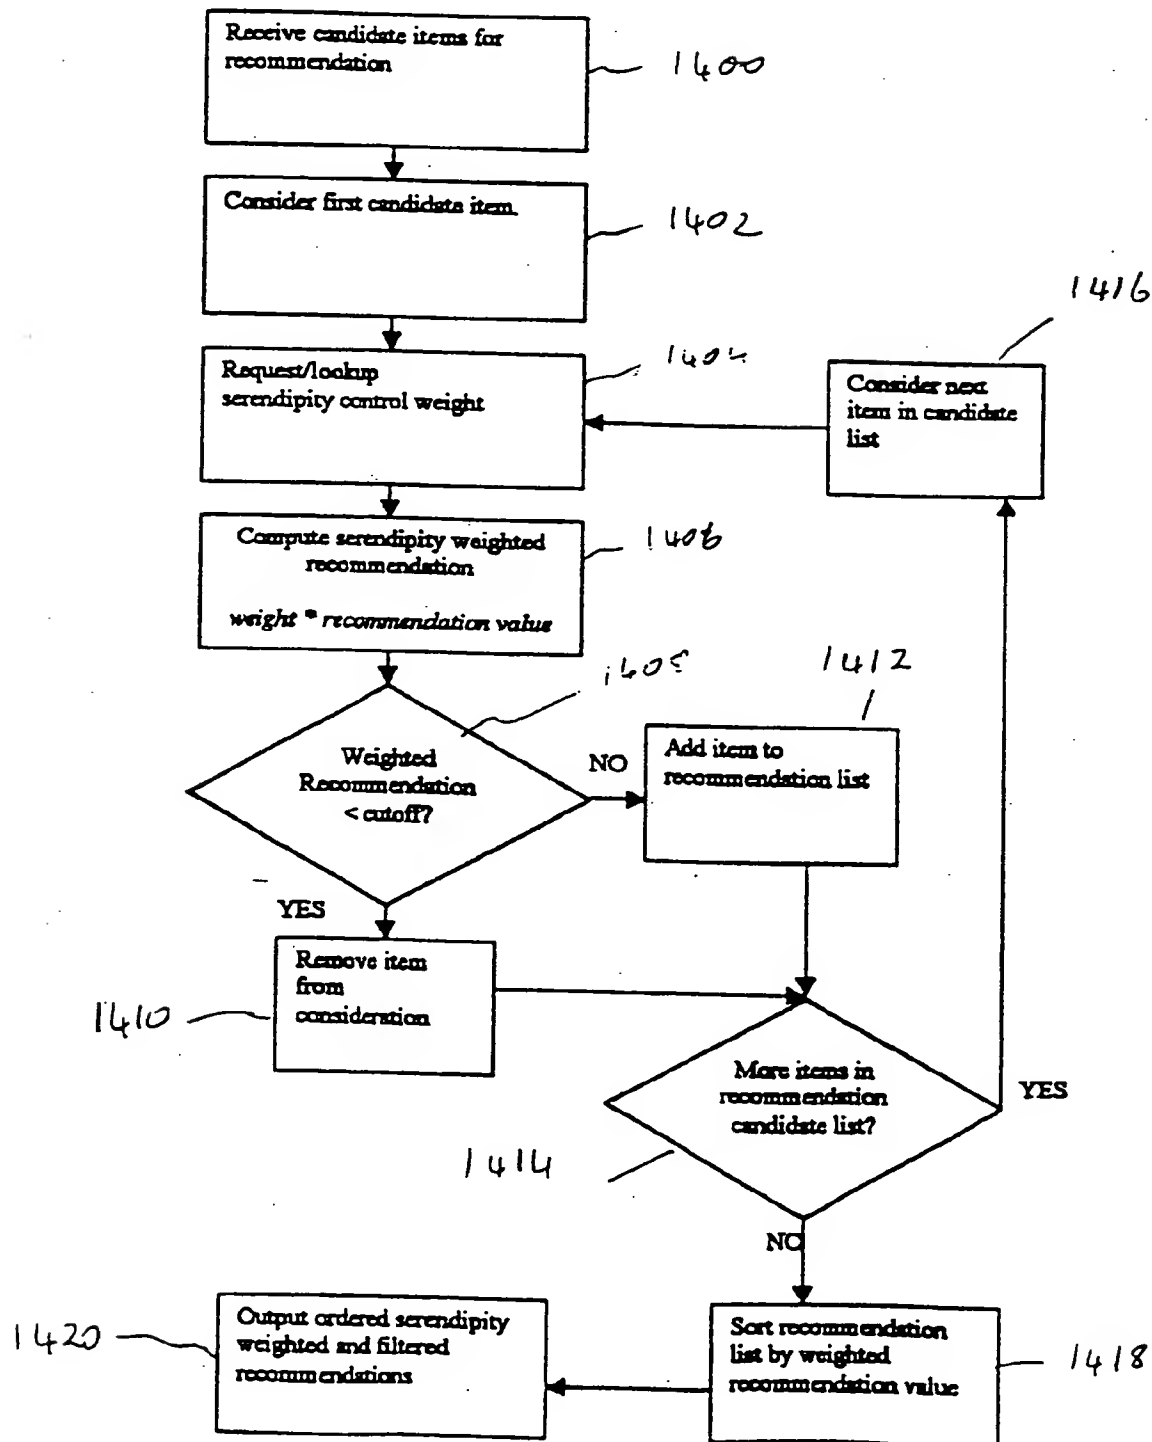 Receive candidate items for
recommendation
1400
Consider first candidate item.
1402
1416
Request/lookup
serendipity control weight
1404
Consider next
item in candidate
list
Compute serendipity weighted
recommendation
weight * recommendation value
1406
1408
1412
Weighted
Recommendation
< cutoff?
NO
Add item to
recommendation list
YES
Remove item
from
consideration
1410
More items in
recommendation
candidate list?
YES
1414
NO
Output ordered serendipity
weighted and filtered
recommendations
1420
Sort recommendation
list by weighted
recommendation value
1418